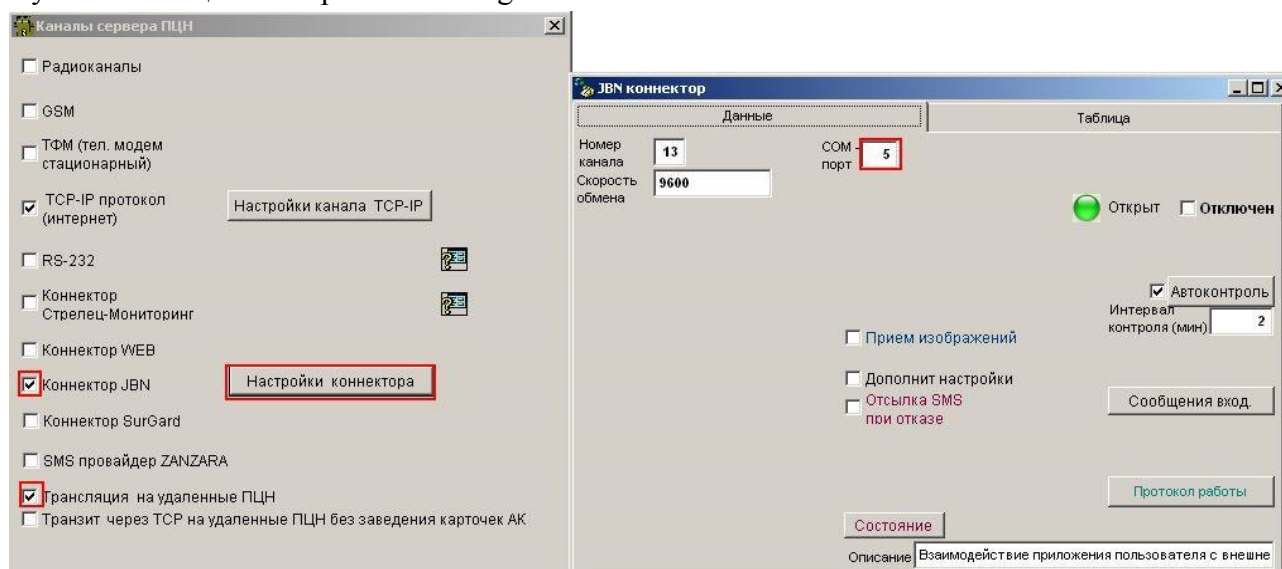 Каналы сервера ПЦН
Радиоканалы
GSM
ТФМ (тел. модем
стационарный)
TCP-IP протокол
(интернет)
Настройки канала TCP-IP
RS-232
Коннектор
Стрелец-Мониторинг
Коннектор WEB
Коннектор JBN
Настройки коннектора
Коннектор SurGard
SMS провайдер ZANZARA
Трансляция на удаленные ПЦН
Транзит через TCP на удаленные ПЦН без заведения карточек АК
JBN коннектор
Данные
Таблица
Номер
канала
13
COM -
порт
5
Скорость
обмена
9600
Открыт
Отключен
Автоконтроль
Интервал
контроля (мин)
2
Прием изображений
Дополнит настройки
Отсылка SMS
при отказе
Сообщения вход.
Протокол работы
Состояние
Описание
Взаимодействие приложения пользователя с внешне